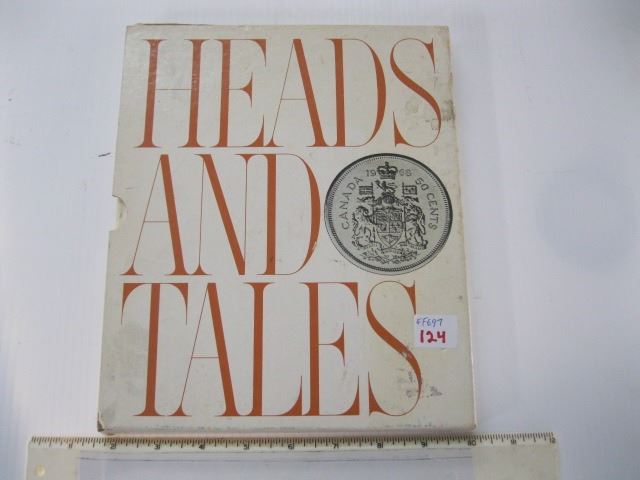 HEADS
AND
CANADA 1968 50 CENTS
TALES
FF697
124